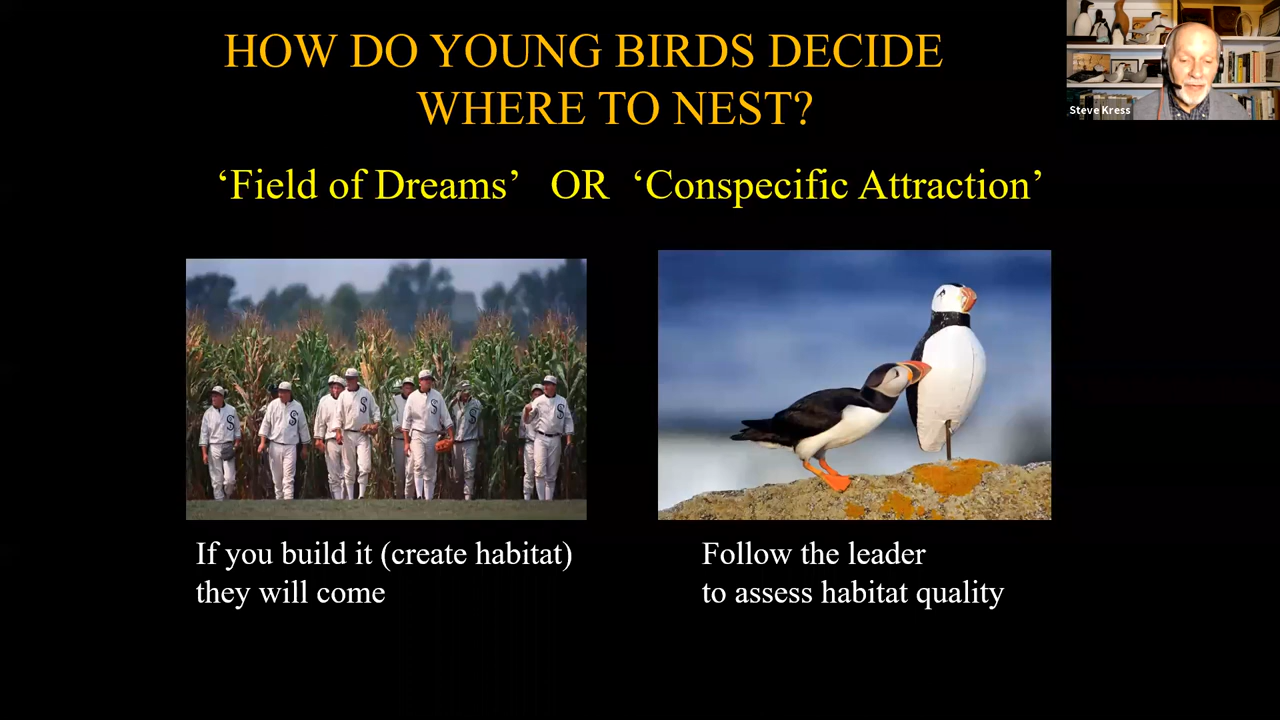 HOW DO YOUNG BIRDS DECIDE
WHERE TO NEST?
Steve Kress
‘Field of Dreams’ OR ‘Conspecific Attraction’
S
S
S
S
S
If you build it (create habitat)
they will come
Follow the leader
to assess habitat quality